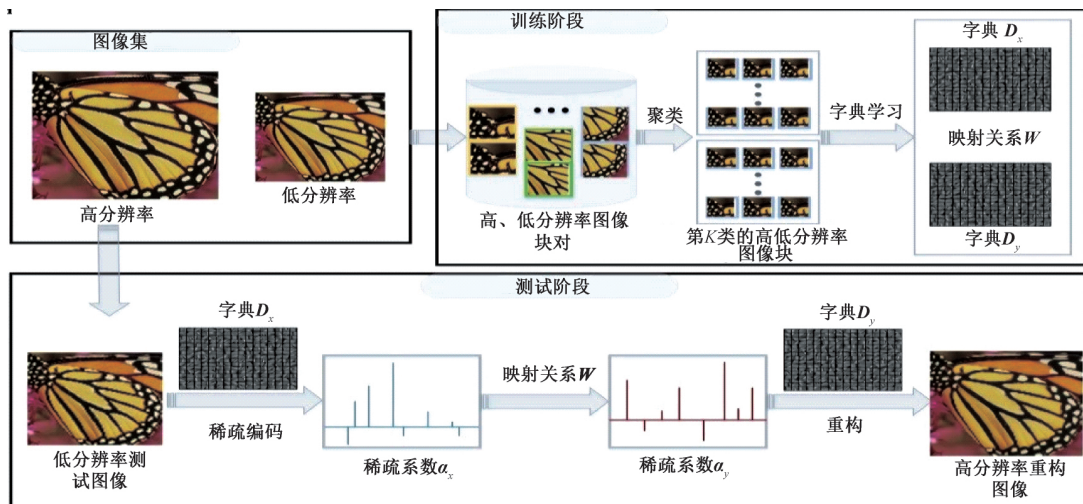 图像集
高分辨率
低分辨率
训练阶段
高、低分辨率图像
块对
聚类
第K类的高低分辨率
图像块
字典学习
字典 Dx
映射关系W
字典Dy
测试阶段
低分辨率测
试图像
字典Dx
稀疏编码
稀疏系数αx
映射关系W
稀疏系数αy
字典Dy
重构
高分辨率重构
图像